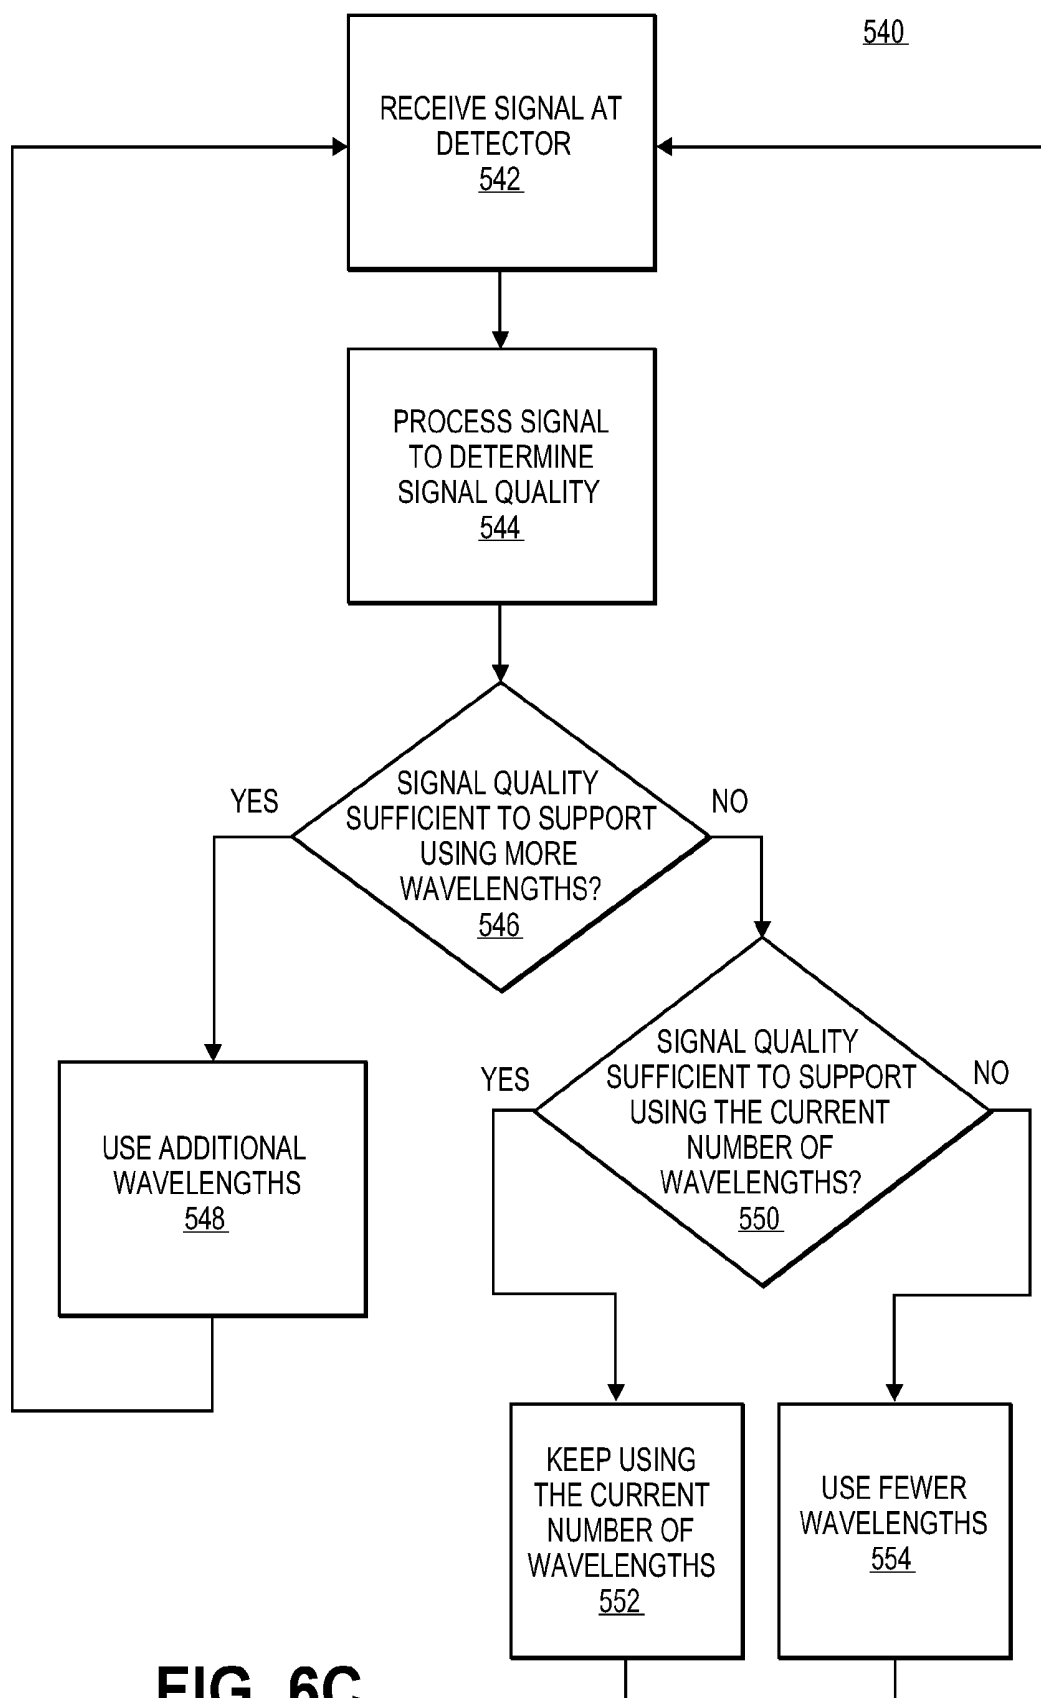 540
RECEIVE SIGNAL AT
DETECTOR
542
PROCESS SIGNAL
TO DETERMINE
SIGNAL QUALITY
544
SIGNAL QUALITY
SUFFICIENT TO SUPPORT
USING MORE
WAVELENGTHS?
546
YES
NO
USE ADDITIONAL
WAVELENGTHS
548
SIGNAL QUALITY
SUFFICIENT TO SUPPORT
USING THE CURRENT
NUMBER OF
WAVELENGTHS?
550
YES
NO
KEEP USING
THE CURRENT
NUMBER OF
WAVELENGTHS
552
USE FEWER
WAVELENGTHS
554
FIG. 6C